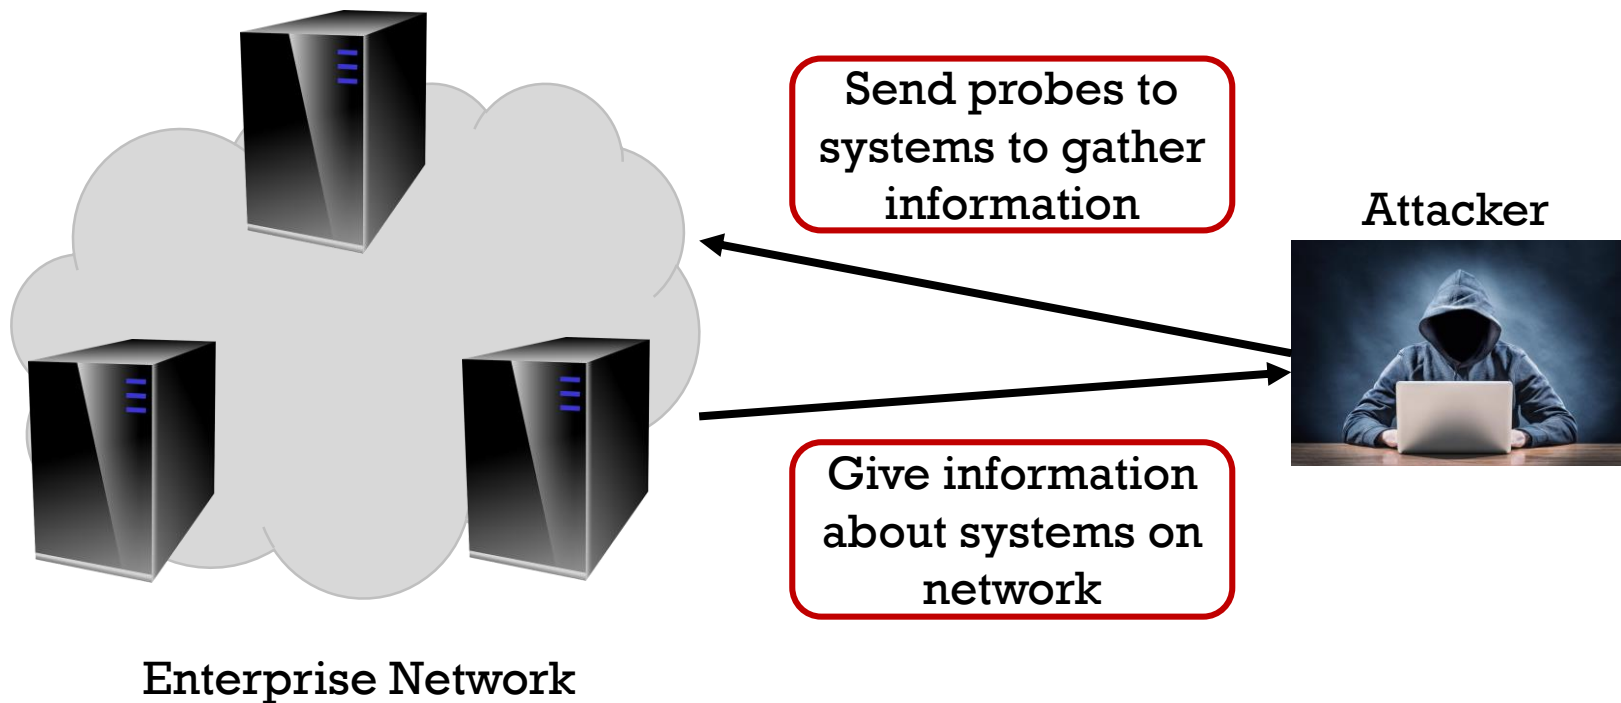 Send probes to
systems to gather
information
Attacker
Give information
about systems on
network
Enterprise Network